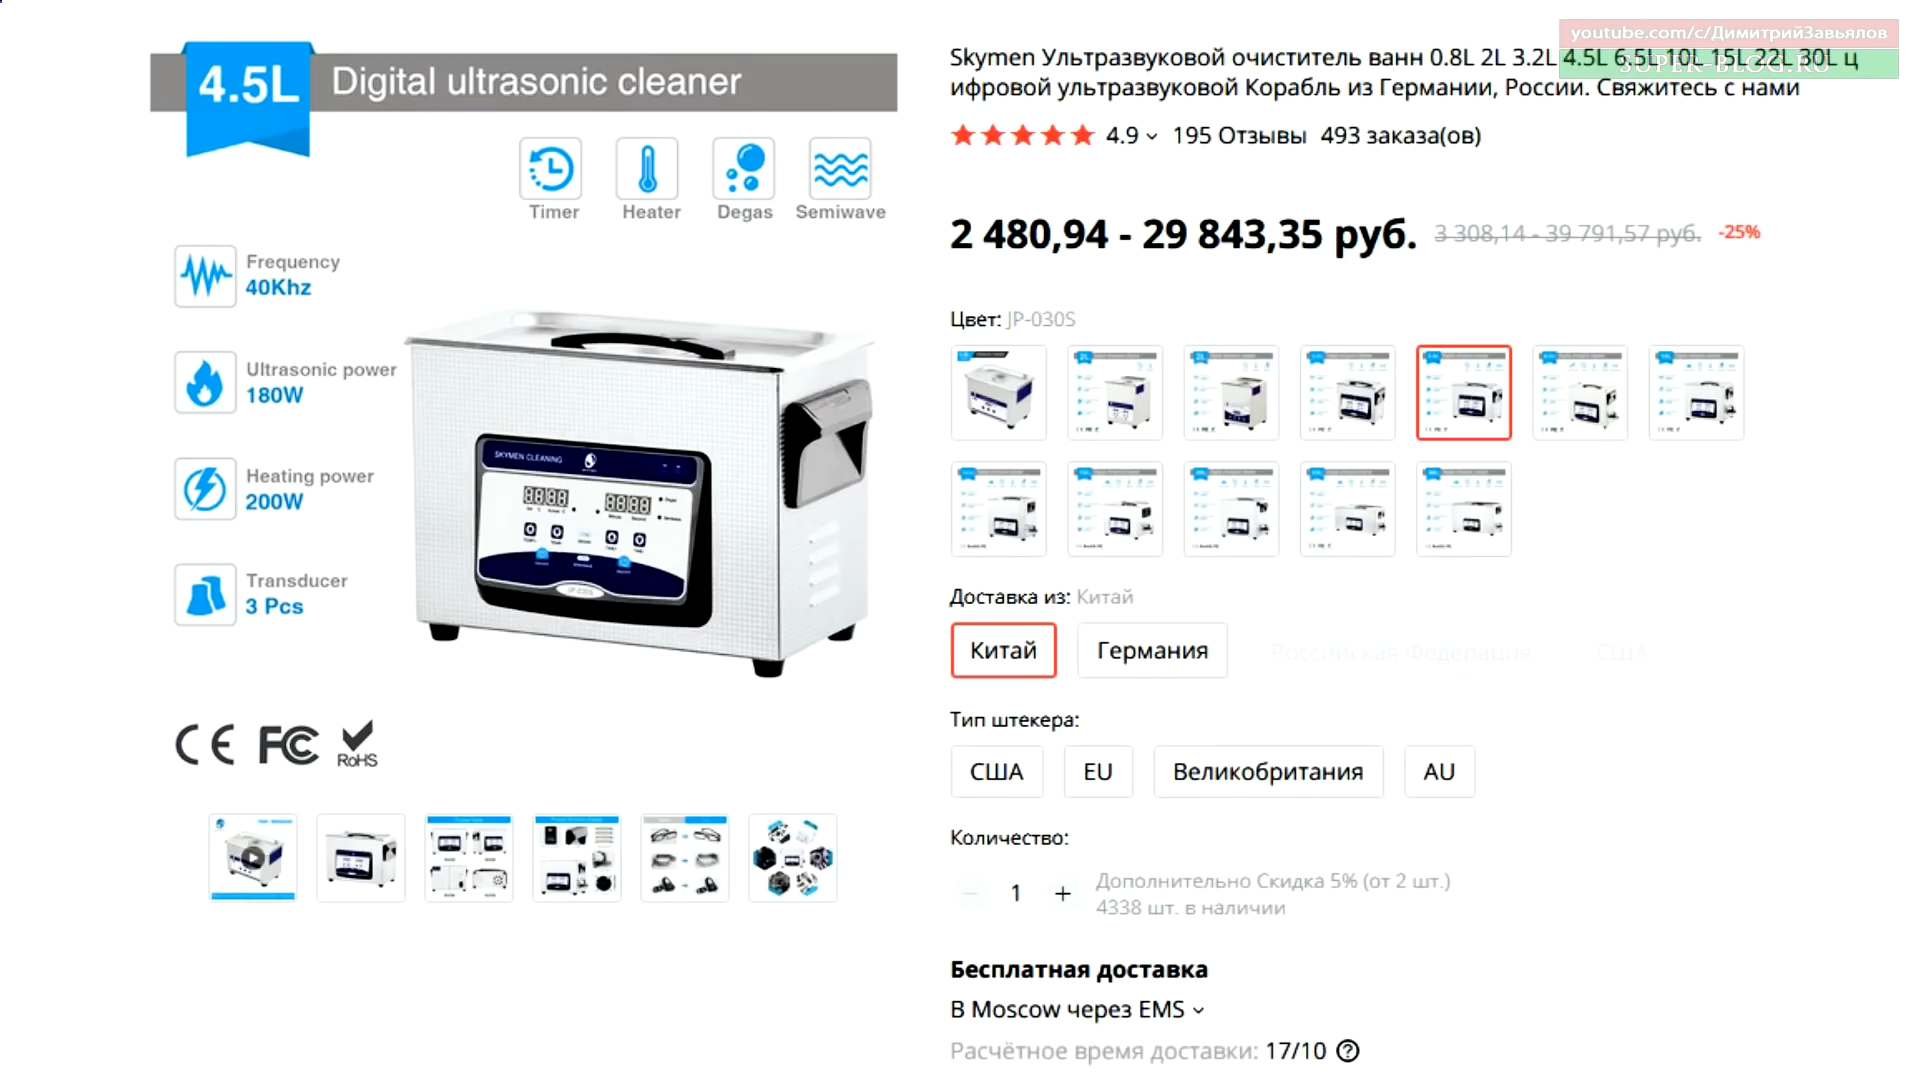 youtube.com/c/ДимитрийЗавьялов
SUPER-BLOG.RU
4.5L
Digital ultrasonic cleaner
Timer
Heater
Degas
Semiwave
Frequency
40Khz
Ultrasonic power
180W
Heating power
200W
Transducer
3 Pcs
SKYMEN CLEANING
CE FC RoHS
Skymen Ультразвуковой очиститель ванн 0.8L 2L 3.2L 4.5L 6.5L 10L 15L 22L 30L ц
ифровой ультразвуковой Корабль из Германии, России. Свяжитесь с нами
4.9
195 Отзывы
493 заказа(ов)
2 480,94 - 29 843,35 руб.
3 308,14 - 39 791,57 руб.
-25%
Цвет: JP-030S
Доставка из: Китай
Китай
Германия
Российская Федерация
США
Тип штекера:
США
EU
Великобритания
AU
Количество:
1
Дополнительно Скидка 5% (от 2 шт.)
4338 шт. в наличии
Бесплатная доставка
В Moscow через EMS
Расчётное время доставки: 17/10